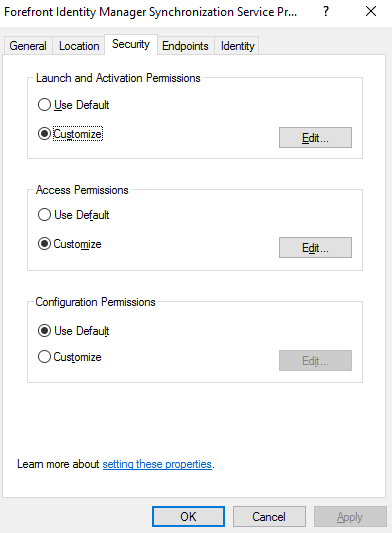 Forefront Identity Manager Synchronization Service Pr...
General Location Security Endpoints Identity
Launch and Activation Permissions
Use Default
Customize Edit...
Access Permissions
Use Default
Customize Edit...
Configuration Permissions
Use Default
Customize Edit...
Learn more about setting these properties.
OK Cancel Apply